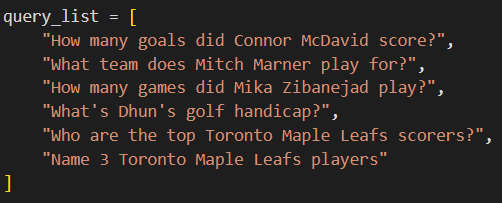 query_list = [
"How many goals did Connor McDavid score?",
"What team does Mitch Marner play for?",
"How many games did Mika Zibanejad play?",
"What's Dhun's golf handicap?",
"Who are the top Toronto Maple Leafs scorers?",
"Name 3 Toronto Maple Leafs players"
]